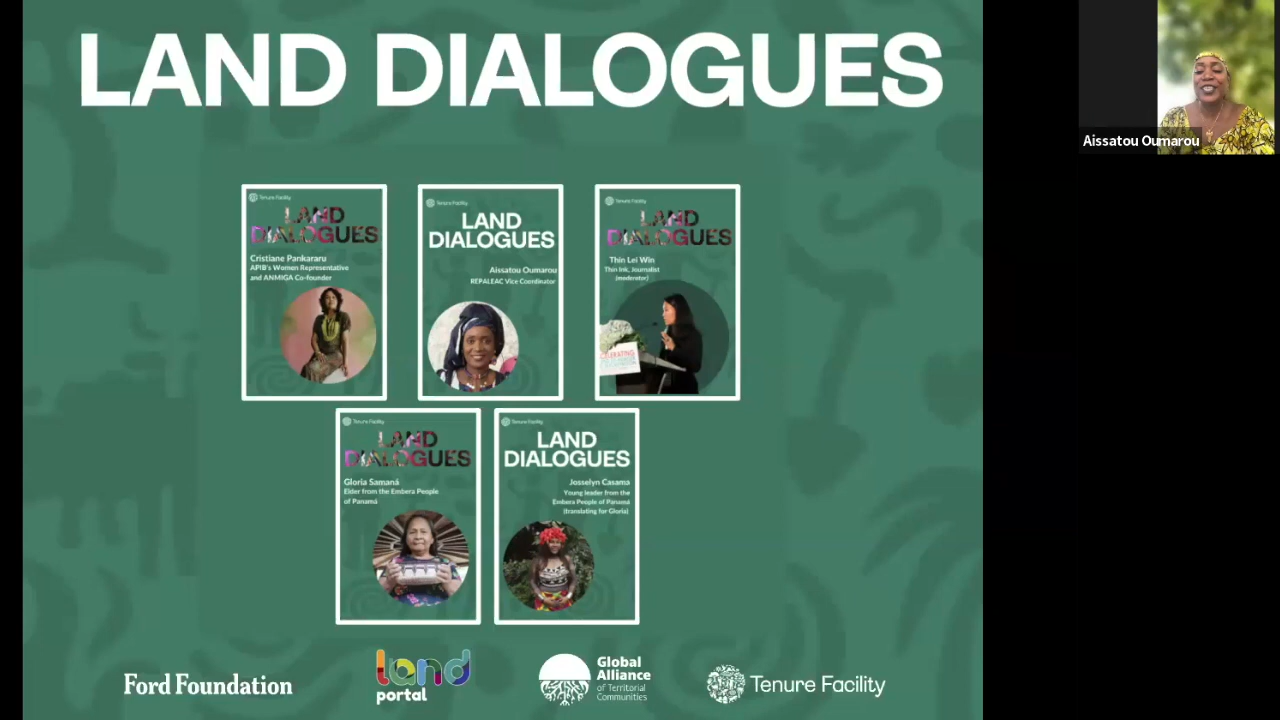 LAND DIALOGUES
Aissatou Oumarou
Tenure Facility
LAND
DIALOGUES
Cristiane Pankararu
APIB's Women Representative
and ANMIGA Co-founder
Tenure Facility
LAND
DIALOGUES
Aissatou Oumarou
REPALEAC Vice Coordinator
Tenure Facility
LAND
DIALOGUES
Thin Lei Win
Thin Ink, Journalist
(moderator)
CELEBRATING
Tenure Facility
LAND
DIALOGUES
Gloria Samaná
Elder from the Embera People
of Panamá
Tenure Facility
LAND
DIALOGUES
Josselyn Casama
Young leader from the
Embera People of Panamá
(translating for Gloria)
Ford Foundation
land
portal
Global
Alliance
of Territorial
Communities
Tenure Facility